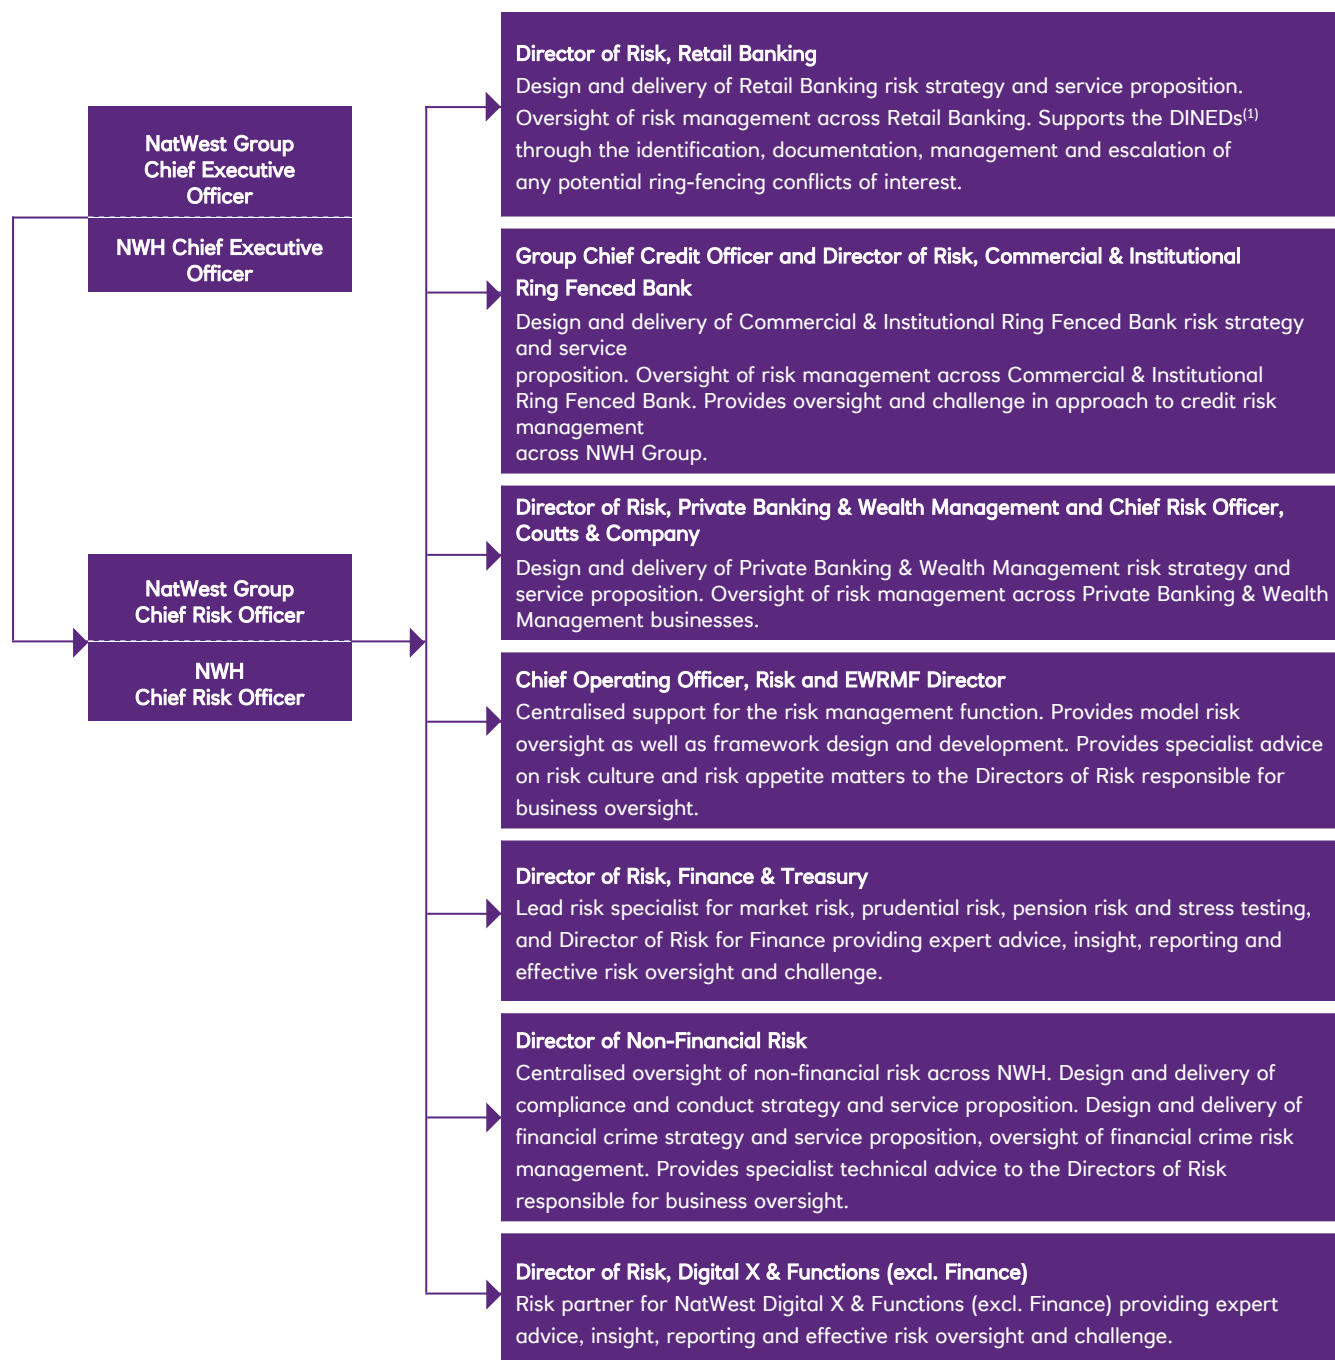 NatWest Group
Chief Executive
Officer
NWH Chief Executive
Officer
NatWest Group
Chief Risk Officer
NWH
Chief Risk Officer
Director of Risk, Retail Banking
Design and delivery of Retail Banking risk strategy and service proposition.
Oversight of risk management across Retail Banking. Supports the DINEDs(1)
through the identification, documentation, management and escalation of
any potential ring-fencing conflicts of interest.
Group Chief Credit Officer and Director of Risk, Commercial & Institutional
Ring Fenced Bank
Design and delivery of Commercial & Institutional Ring Fenced Bank risk strategy
and service
proposition. Oversight of risk management across Commercial & Institutional
Ring Fenced Bank. Provides oversight and challenge in approach to credit risk
management
across NWH Group.
Director of Risk, Private Banking & Wealth Management and Chief Risk Officer,
Coutts & Company
Design and delivery of Private Banking & Wealth Management risk strategy and
service proposition. Oversight of risk management across Private Banking & Wealth
Management businesses.
Chief Operating Officer, Risk and EWRMF Director
Centralised support for the risk management function. Provides model risk
oversight as well as framework design and development. Provides specialist advice
on risk culture and risk appetite matters to the Directors of Risk responsible for
business oversight.
Director of Risk, Finance & Treasury
Lead risk specialist for market risk, prudential risk, pension risk and stress testing,
and Director of Risk for Finance providing expert advice, insight, reporting and
effective risk oversight and challenge.
Director of Non-Financial Risk
Centralised oversight of non-financial risk across NWH. Design and delivery of
compliance and conduct strategy and service proposition. Design and delivery of
financial crime strategy and service proposition, oversight of financial crime risk
management. Provides specialist technical advice to the Directors of Risk
responsible for business oversight.
Director of Risk, Digital X & Functions (excl. Finance)
Risk partner for NatWest Digital X & Functions (excl. Finance) providing expert
advice, insight, reporting and effective risk oversight and challenge.